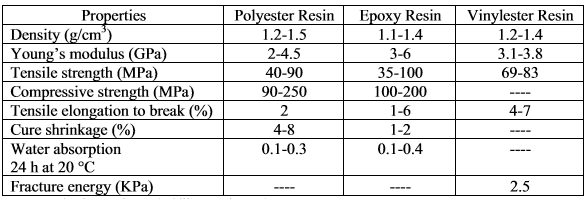 Properties Polyester Resin Epoxy Resin Vinylester Resin
Density (g/cm³) 1.2-1.5 1.1-1.4 1.2-1.4
Young's modulus (GPa) 2-4.5 3-6 3.1-3.8
Tensile strength (MPa) 40-90 35-100 69-83
Compressive strength (MPa) 90-250 100-200 ----
Tensile elongation to break (%) 2 1-6 4-7
Cure shrinkage (%) 4-8 1-2 ----
Water absorption 0.1-0.3 0.1-0.4 ----
24 h at 20 °C
Fracture energy (KPa) ---- ---- 2.5